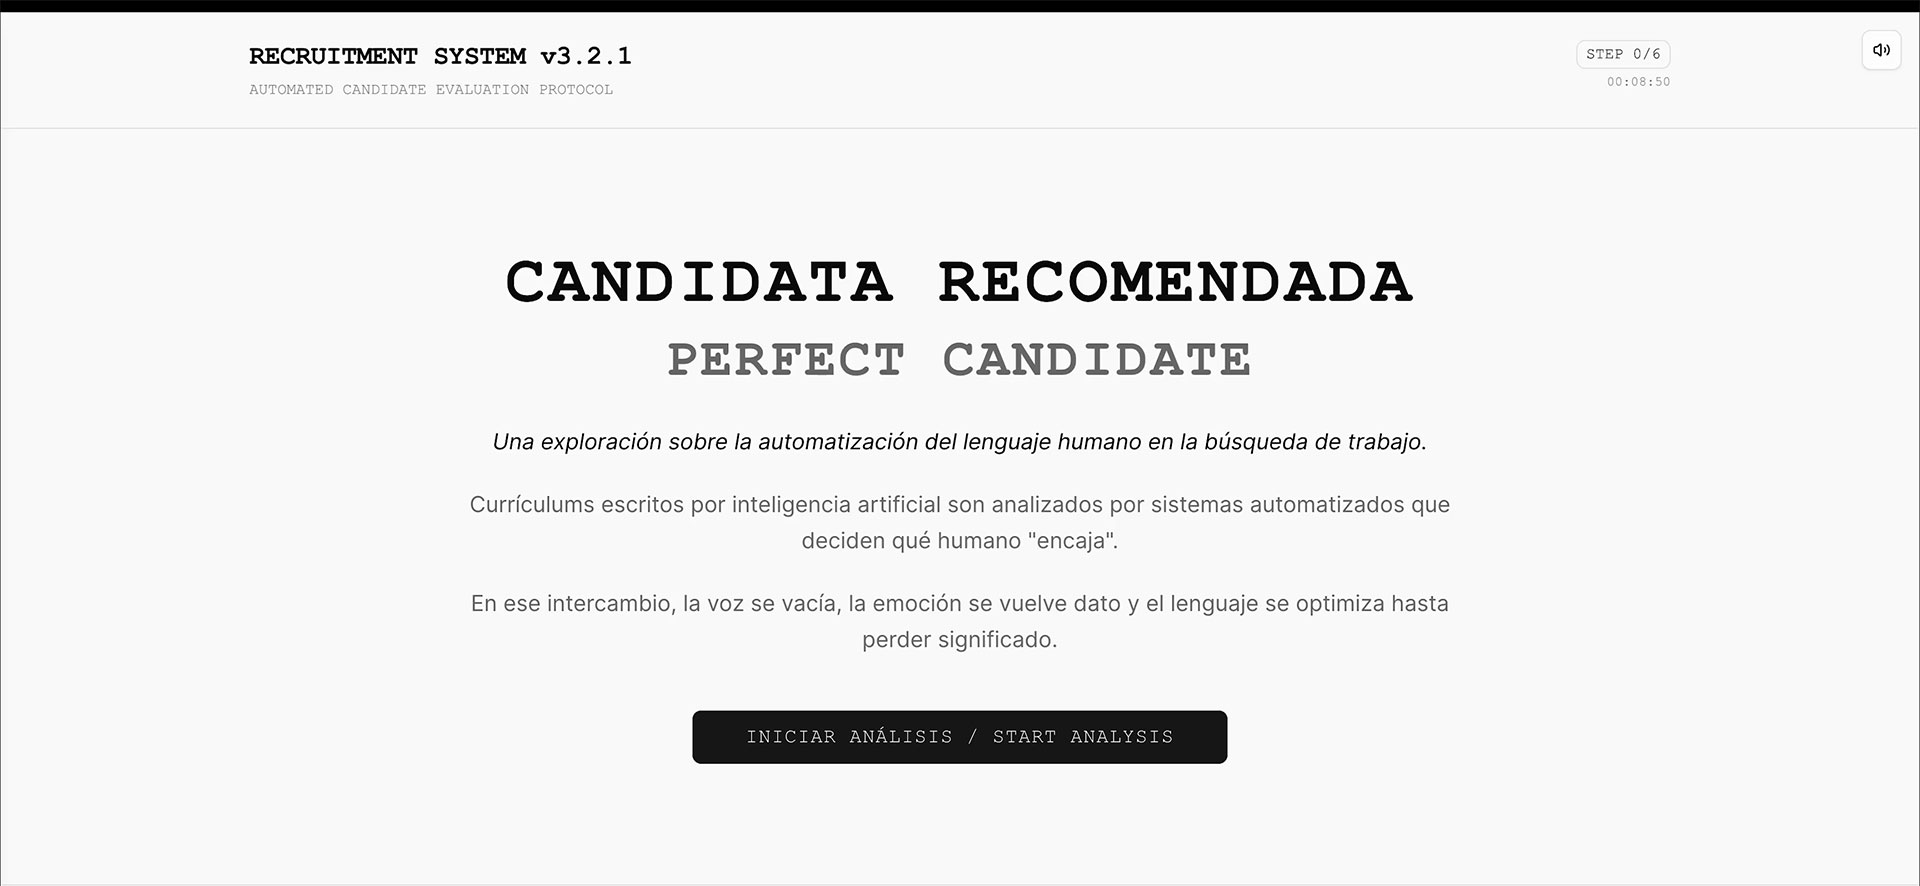 RECRUITMENT SYSTEM v3.2.1
AUTOMATED CANDIDATE EVALUATION PROTOCOL
STEP 0/6
00:08:50
CANDIDATA RECOMENDADA
PERFECT CANDIDATE
Una exploración sobre la automatización del lenguaje humano en la búsqueda de trabajo.
Currículums escritos por inteligencia artificial son analizados por sistemas automatizados que
deciden qué humano "encaja".
En ese intercambio, la voz se vacía, la emoción se vuelve dato y el lenguaje se optimiza hasta
perder significado.
INICIAR ANÁLISIS / START ANALYSIS